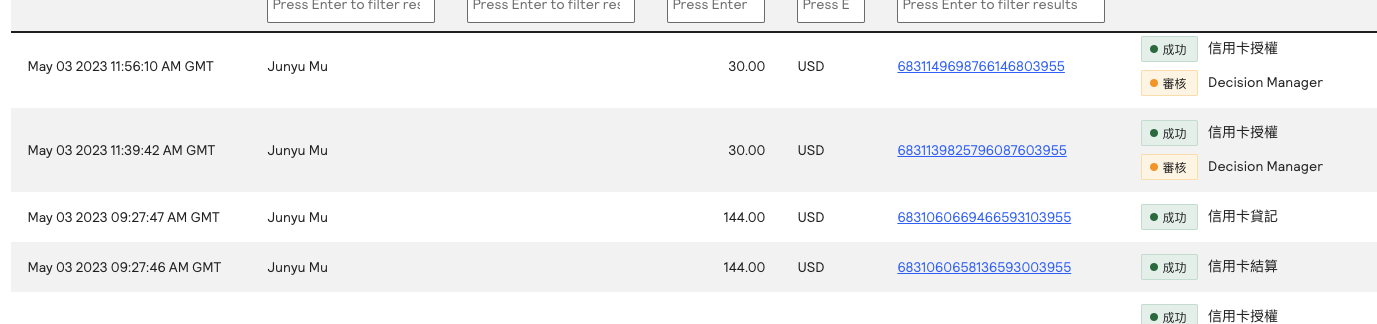 Press Enter to filter res Press Enter to filter res Press Enter Press E Press Enter to filter results
May 03 2023 11:56:10 AM GMT Junyu Mu 30.00 USD 6831149698766146803955 成功 信用卡授權
審核 Decision Manager
May 03 2023 11:39:42 AM GMT Junyu Mu 30.00 USD 6831139825796087603955 成功 信用卡授權
審核 Decision Manager
May 03 2023 09:27:47 AM GMT Junyu Mu 144.00 USD 6831060669466593103955 成功 信用卡貸記
May 03 2023 09:27:46 AM GMT Junyu Mu 144.00 USD 6831060658136593003955 成功 信用卡結算
成功 信用卡授權